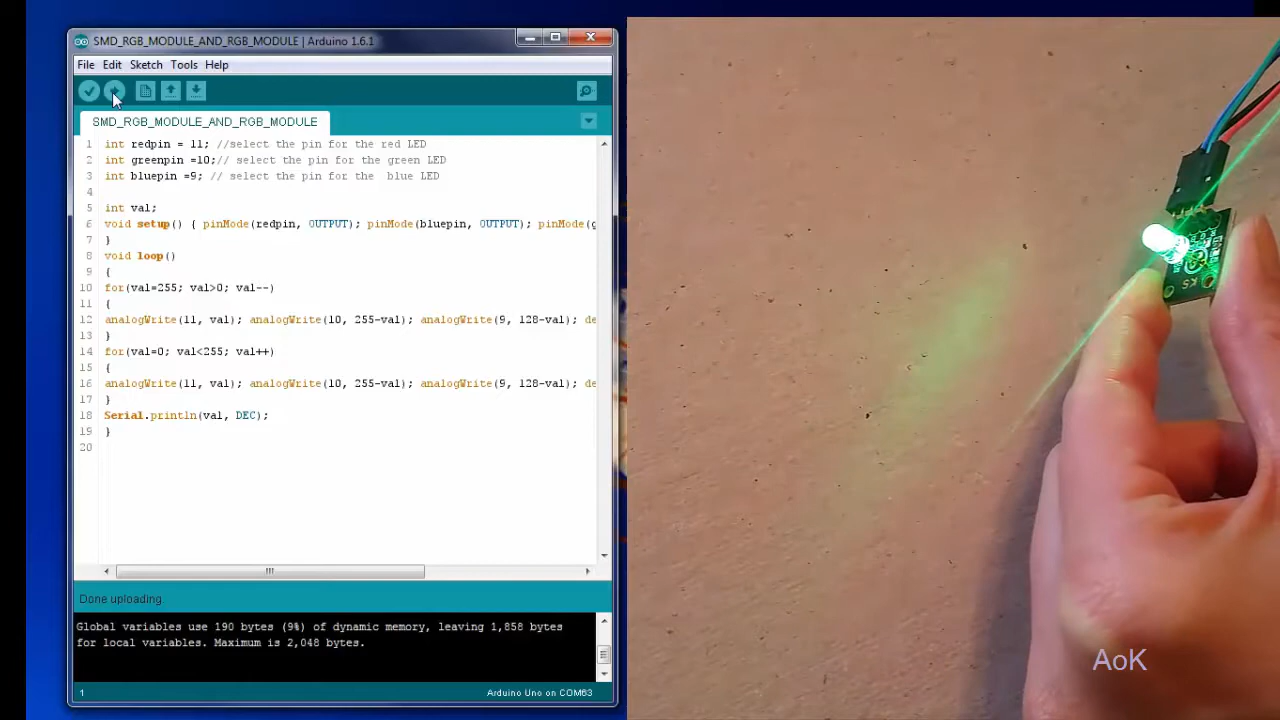 SMD_RGB_MODULE_AND_RGB_MODULE | Arduino 1.6.1
File Edit Sketch Tools Help
SMD_RGB_MODULE_AND_RGB_MODULE
1 int redpin = 11; //select the pin for the red LED
2 int greenpin =10;// select the pin for the green LED
3 int bluepin =9; // select the pin for the  blue LED
4
5 int val;
6 void setup() { pinMode(redpin, OUTPUT); pinMode(bluepin, OUTPUT); pinMode(g
7 }
8 void loop()
9 {
10 for(val=255; val>0; val--)
11 {
12 analogWrite(11, val); analogWrite(10, 255-val); analogWrite(9, 128-val); de
13 }
14 for(val=0; val<255; val++)
15 {
16 analogWrite(11, val); analogWrite(10, 255-val); analogWrite(9, 128-val); de
17 }
18 Serial.println(val, DEC);
19 }
20
Done uploading
Global variables use 190 bytes (9%) of dynamic memory, leaving 1,858 bytes
for local variables. Maximum is 2,048 bytes.
1 Arduino Uno on COM63
KS
AoK